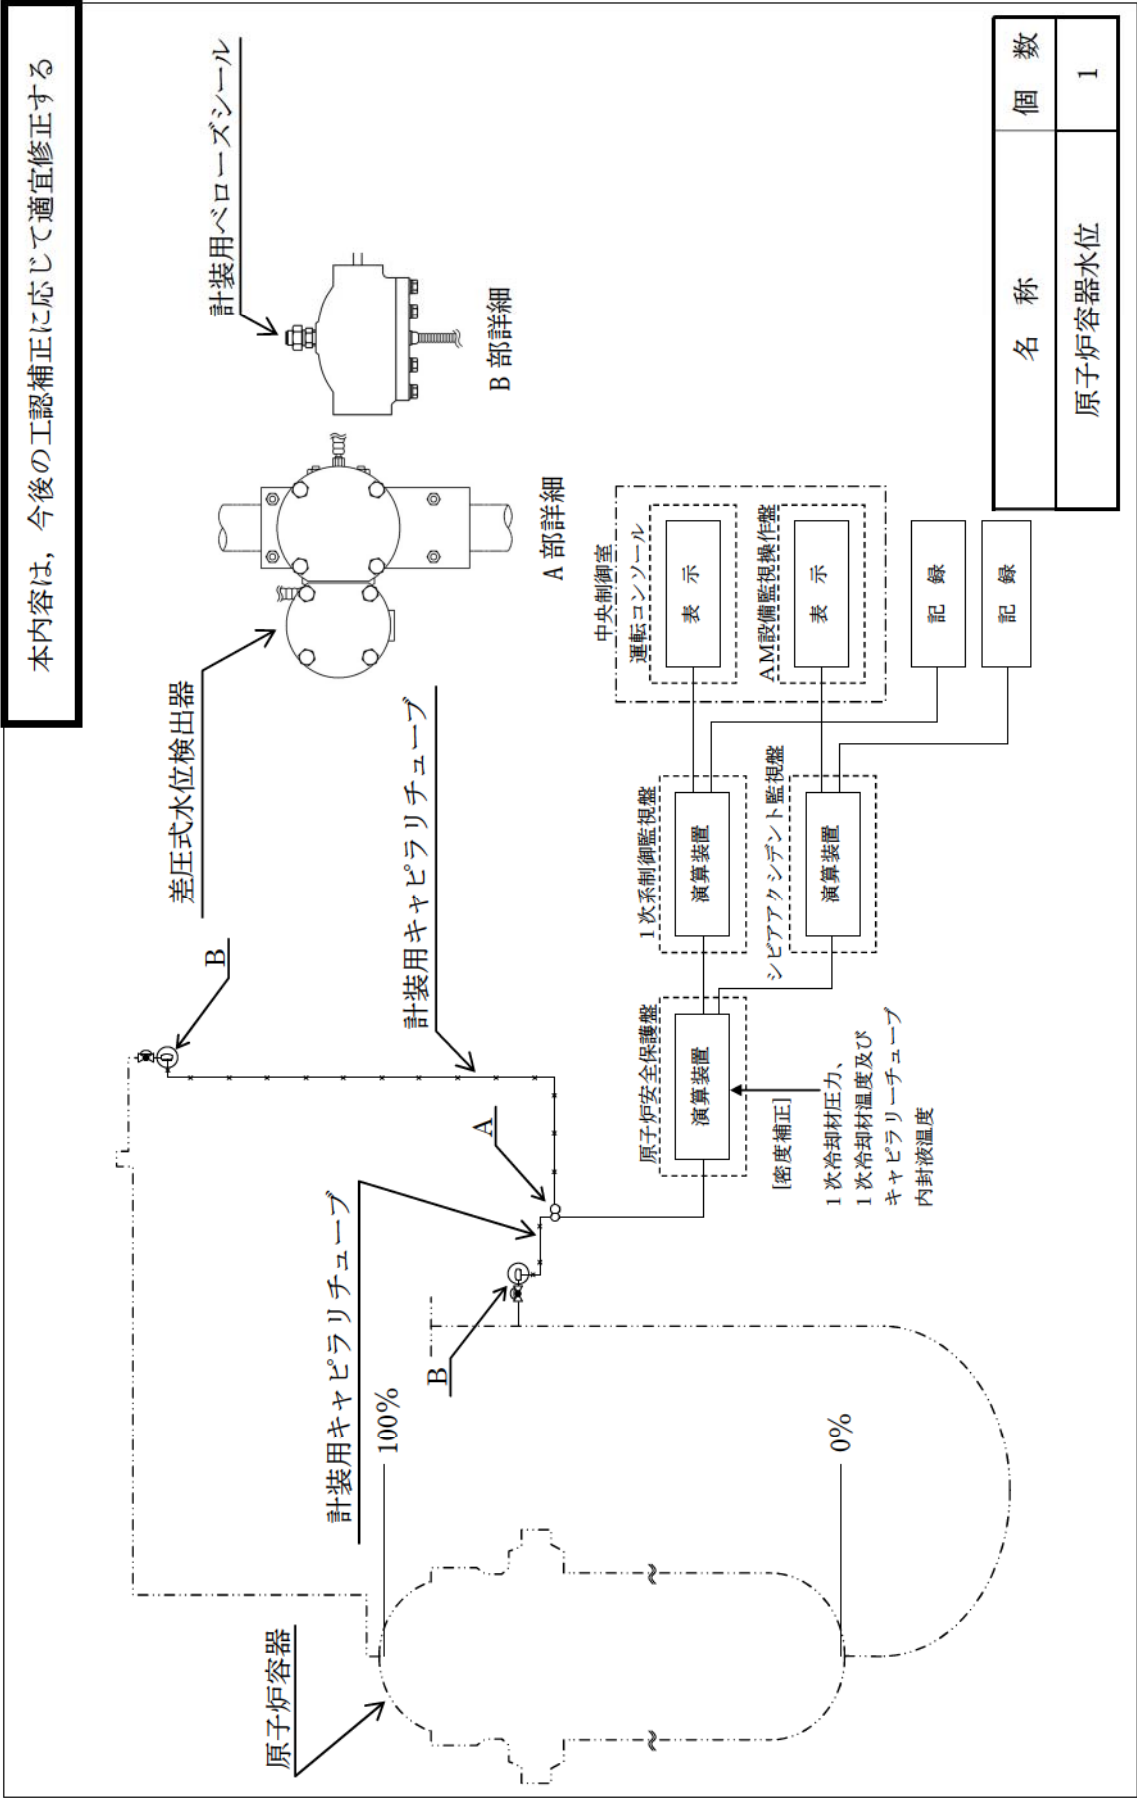 本内容は，今後の工認補正に応じて適宜修正する
原子炉容器
100%
0%
計装用キャピラリチューブ
B
A
B
計装用キャピラリチューブ
差圧式水位検出器
計装用ベローズシール
A 部詳細
B 部詳細
原子炉安全保護盤
演算装置
[密度補正]
1 次冷却材圧力、
1 次冷却材温度及び
キャピラリーチューブ
内封液温度
1 次系制御監視盤
演算装置
シビアアクシデント監視盤
演算装置
中央制御室
運転コンソール
表 示
AM設備監視操作盤
表 示
記 録
記 録
名 称 個 数
原子炉容器水位 1